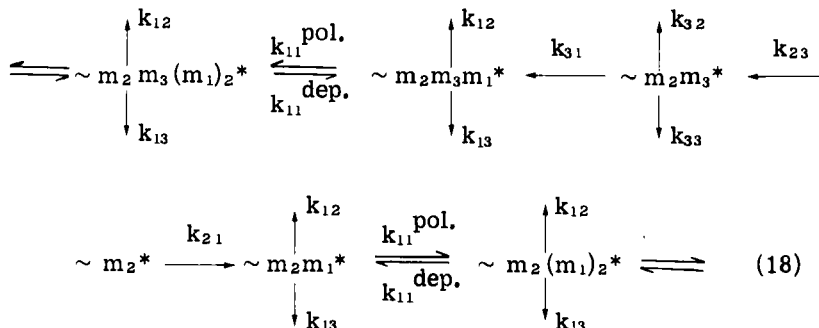 k₁₂ k₁₂ k₃₂
k₁₁ pol. k₃₁ k₂₃
∼ m₂ m₃(m₁)₂* ∼ m₂m₃m₁* ∼ m₂m₃*
k₁₁ dep.
k₁₃ k₁₃ k₃₃
k₁₂ k₁₂
k₂₁ k₁₁ pol.
∼ m₂* ∼ m₂m₁* ∼ m₂(m₁)₂* (18)
k₁₁ dep.
k₁₃ k₁₃